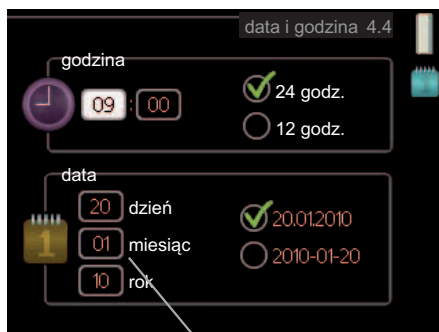 data i godzina 4.4
godzina
09 : 00
24 godz.
12 godz.
data
20 dzień
01 miesiąc
10 rok
20.01.2010
2010-01-20
1